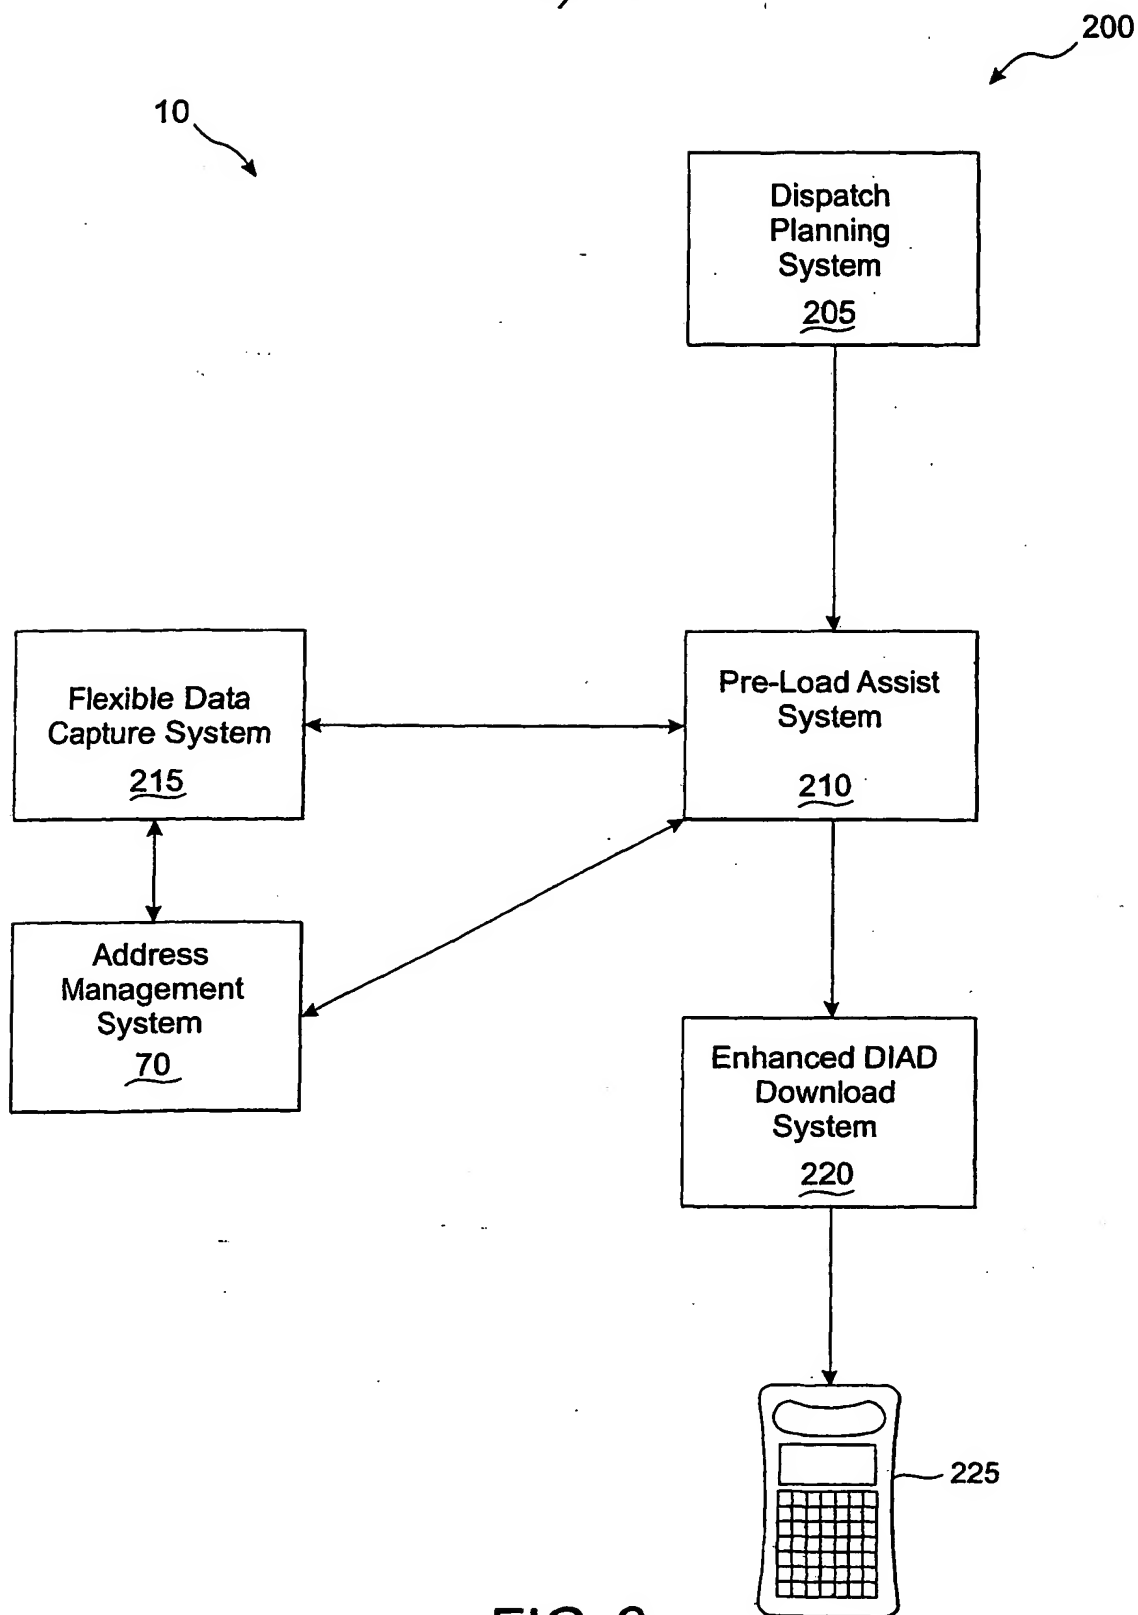 200
10
Dispatch
Planning
System
205
Flexible Data
Capture System
215
Pre-Load Assist
System
210
Address
Management
System
70
Enhanced DIAD
Download
System
220
225
FIG.